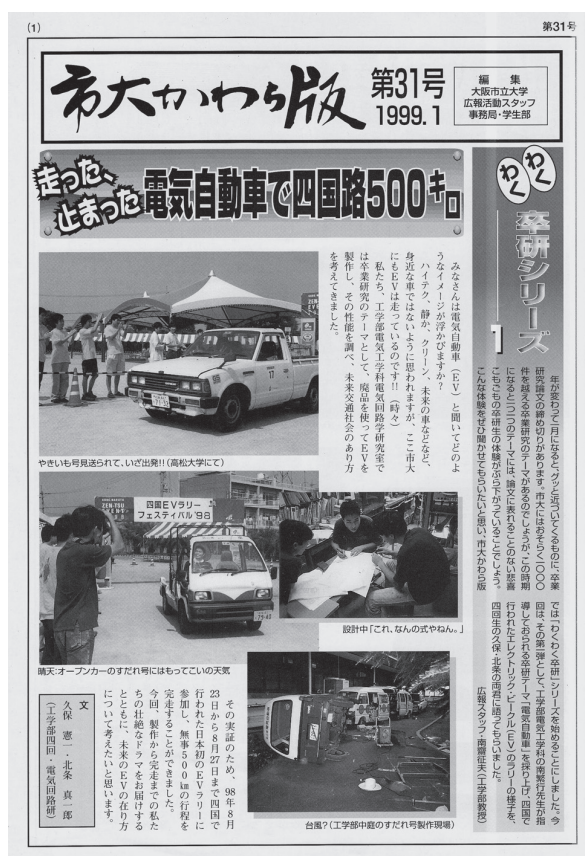 (1)
第31号
市大かわら版
第31号
1999.1
編集
大阪市立大学
広報活動スタッフ
事務局・学生部
走った、
止まった
電気自動車で四国路500キロ
わくわく
卒研シリーズ
1
年が変わって二月になると、グッと近づいてくるものに、卒業
研究論文の締め切りがあります。市大にはおそらく一〇〇〇
件を越える卒業研究のテーマがあるのでしょうが、この時期
になると一つ一つのテーマには、論文に表れることのない悲喜
こもごもの卒研生の体験がぶら下がっていることでしょう。
こんな体験をぜひ聞かせてもらいたいと思い、市大かわら版
では「わくわく卒研」シリーズを始めることにしました。今
回は、その第一弾として、工学部電気工学科の南繁行先生が指
導しておられる卒研テーマ「電気自動車」を採り上げ、四国で
行われたエレクトリック・ビークル(EV)のラリーの様子を、
四回生の久保・北条の両君に語ってもらいました。
広報スタッフ・南齋征夫(工学部教授)
みなさんは電気自動車(EV)と聞いてどのよ
うなイメージが浮かびますか?
ハイテク、静か、クリーン、未来の車などなど、
身近な車ではないように思われますが、ここ市大
にもEVは走っているのです!!(時々)
私たち、工学部電気工学科電気回路学研究室で
は卒業研究のテーマとして、廃品を使ってEVを
製作し、その性能を調べ、未来交通社会のあり方
を考えてきました。
やきいも号見送られて、いざ出発!!(高松大学にて)
四国EVラリー
フェスティバル'98
設計中「これ、なんの式やねん。」
晴天:オープンカーのすだれ号にはもってこいの天気
その実証のため、98年8月
23日から8月27日まで四国で
行われた日本初のEVラリーに
参加し、無事500kmの行程を
完走することができました。
今回、製作から完走までの私た
ちの壮絶なドラマをお届けする
とともに、未来のEVの在り方
について考えたいと思います。
文
久保 憲一・北条 真一郎
(工学部四回・電気回路研)
台風?(工学部中庭のすだれ号製作現場)